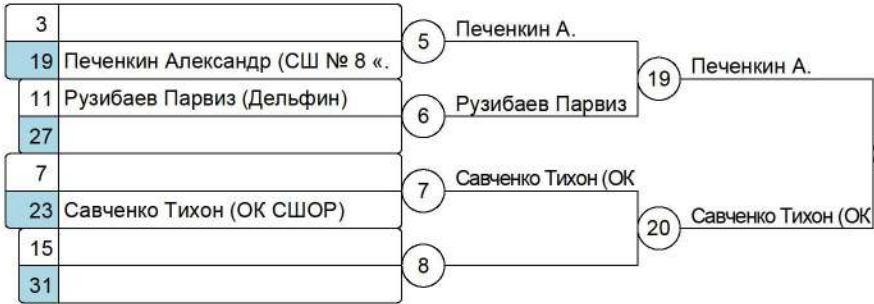 3
19 Печенкин Александр (СШ № 8 «.
11 Рузибаев Парвиз (Дельфин)
27
7
23 Савченко Тихон (ОК СШОР)
15
31
5 Печенкин А.
6 Рузибаев Парвиз
7 Савченко Тихон (ОК
8
19 Печенкин А.
20 Савченко Тихон (ОК